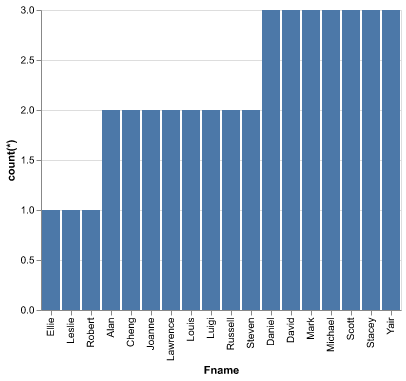 3.0
2.5
2.0
1.5
1.0
0.5
0.0
count(*)
Ellie
Leslie
Robert
Alan
Cheng
Joanne
Lawrence
Louis
Luigi
Russell
Steven
Daniel
David
Mark
Michael
Scott
Stacey
Yair
Fname